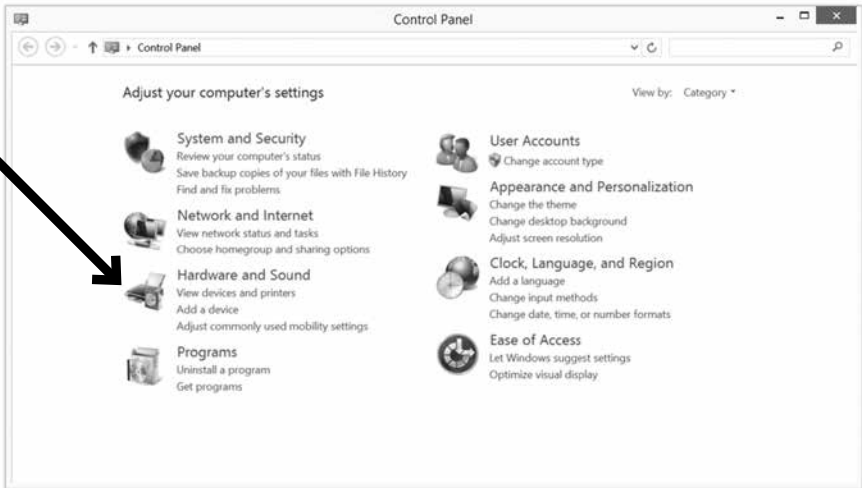 Control Panel
Control Panel
Adjust your computer's settings
View by: Category
System and Security
Review your computer's status
Save backup copies of your files with File History
Find and fix problems
Network and Internet
View network status and tasks
Choose homegroup and sharing options
Hardware and Sound
View devices and printers
Add a device
Adjust commonly used mobility settings
Programs
Uninstall a program
Get programs
User Accounts
Change account type
Appearance and Personalization
Change the theme
Change desktop background
Adjust screen resolution
Clock, Language, and Region
Add a language
Change input methods
Change date, time, or number formats
Ease of Access
Let Windows suggest settings
Optimize visual display